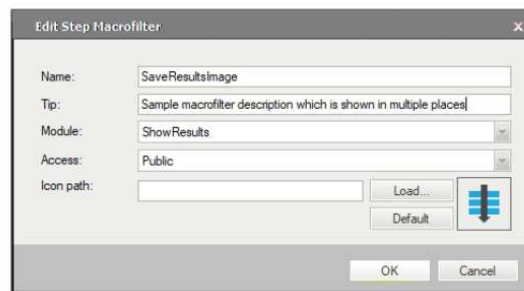 Edit Step Macrofilter
x
Name: SaveResultsImage
Tip: Sample macrofilter description which is shown in multiple places
Module: ShowResults
Access: Public
Icon path: Load...
Default
OK Cancel